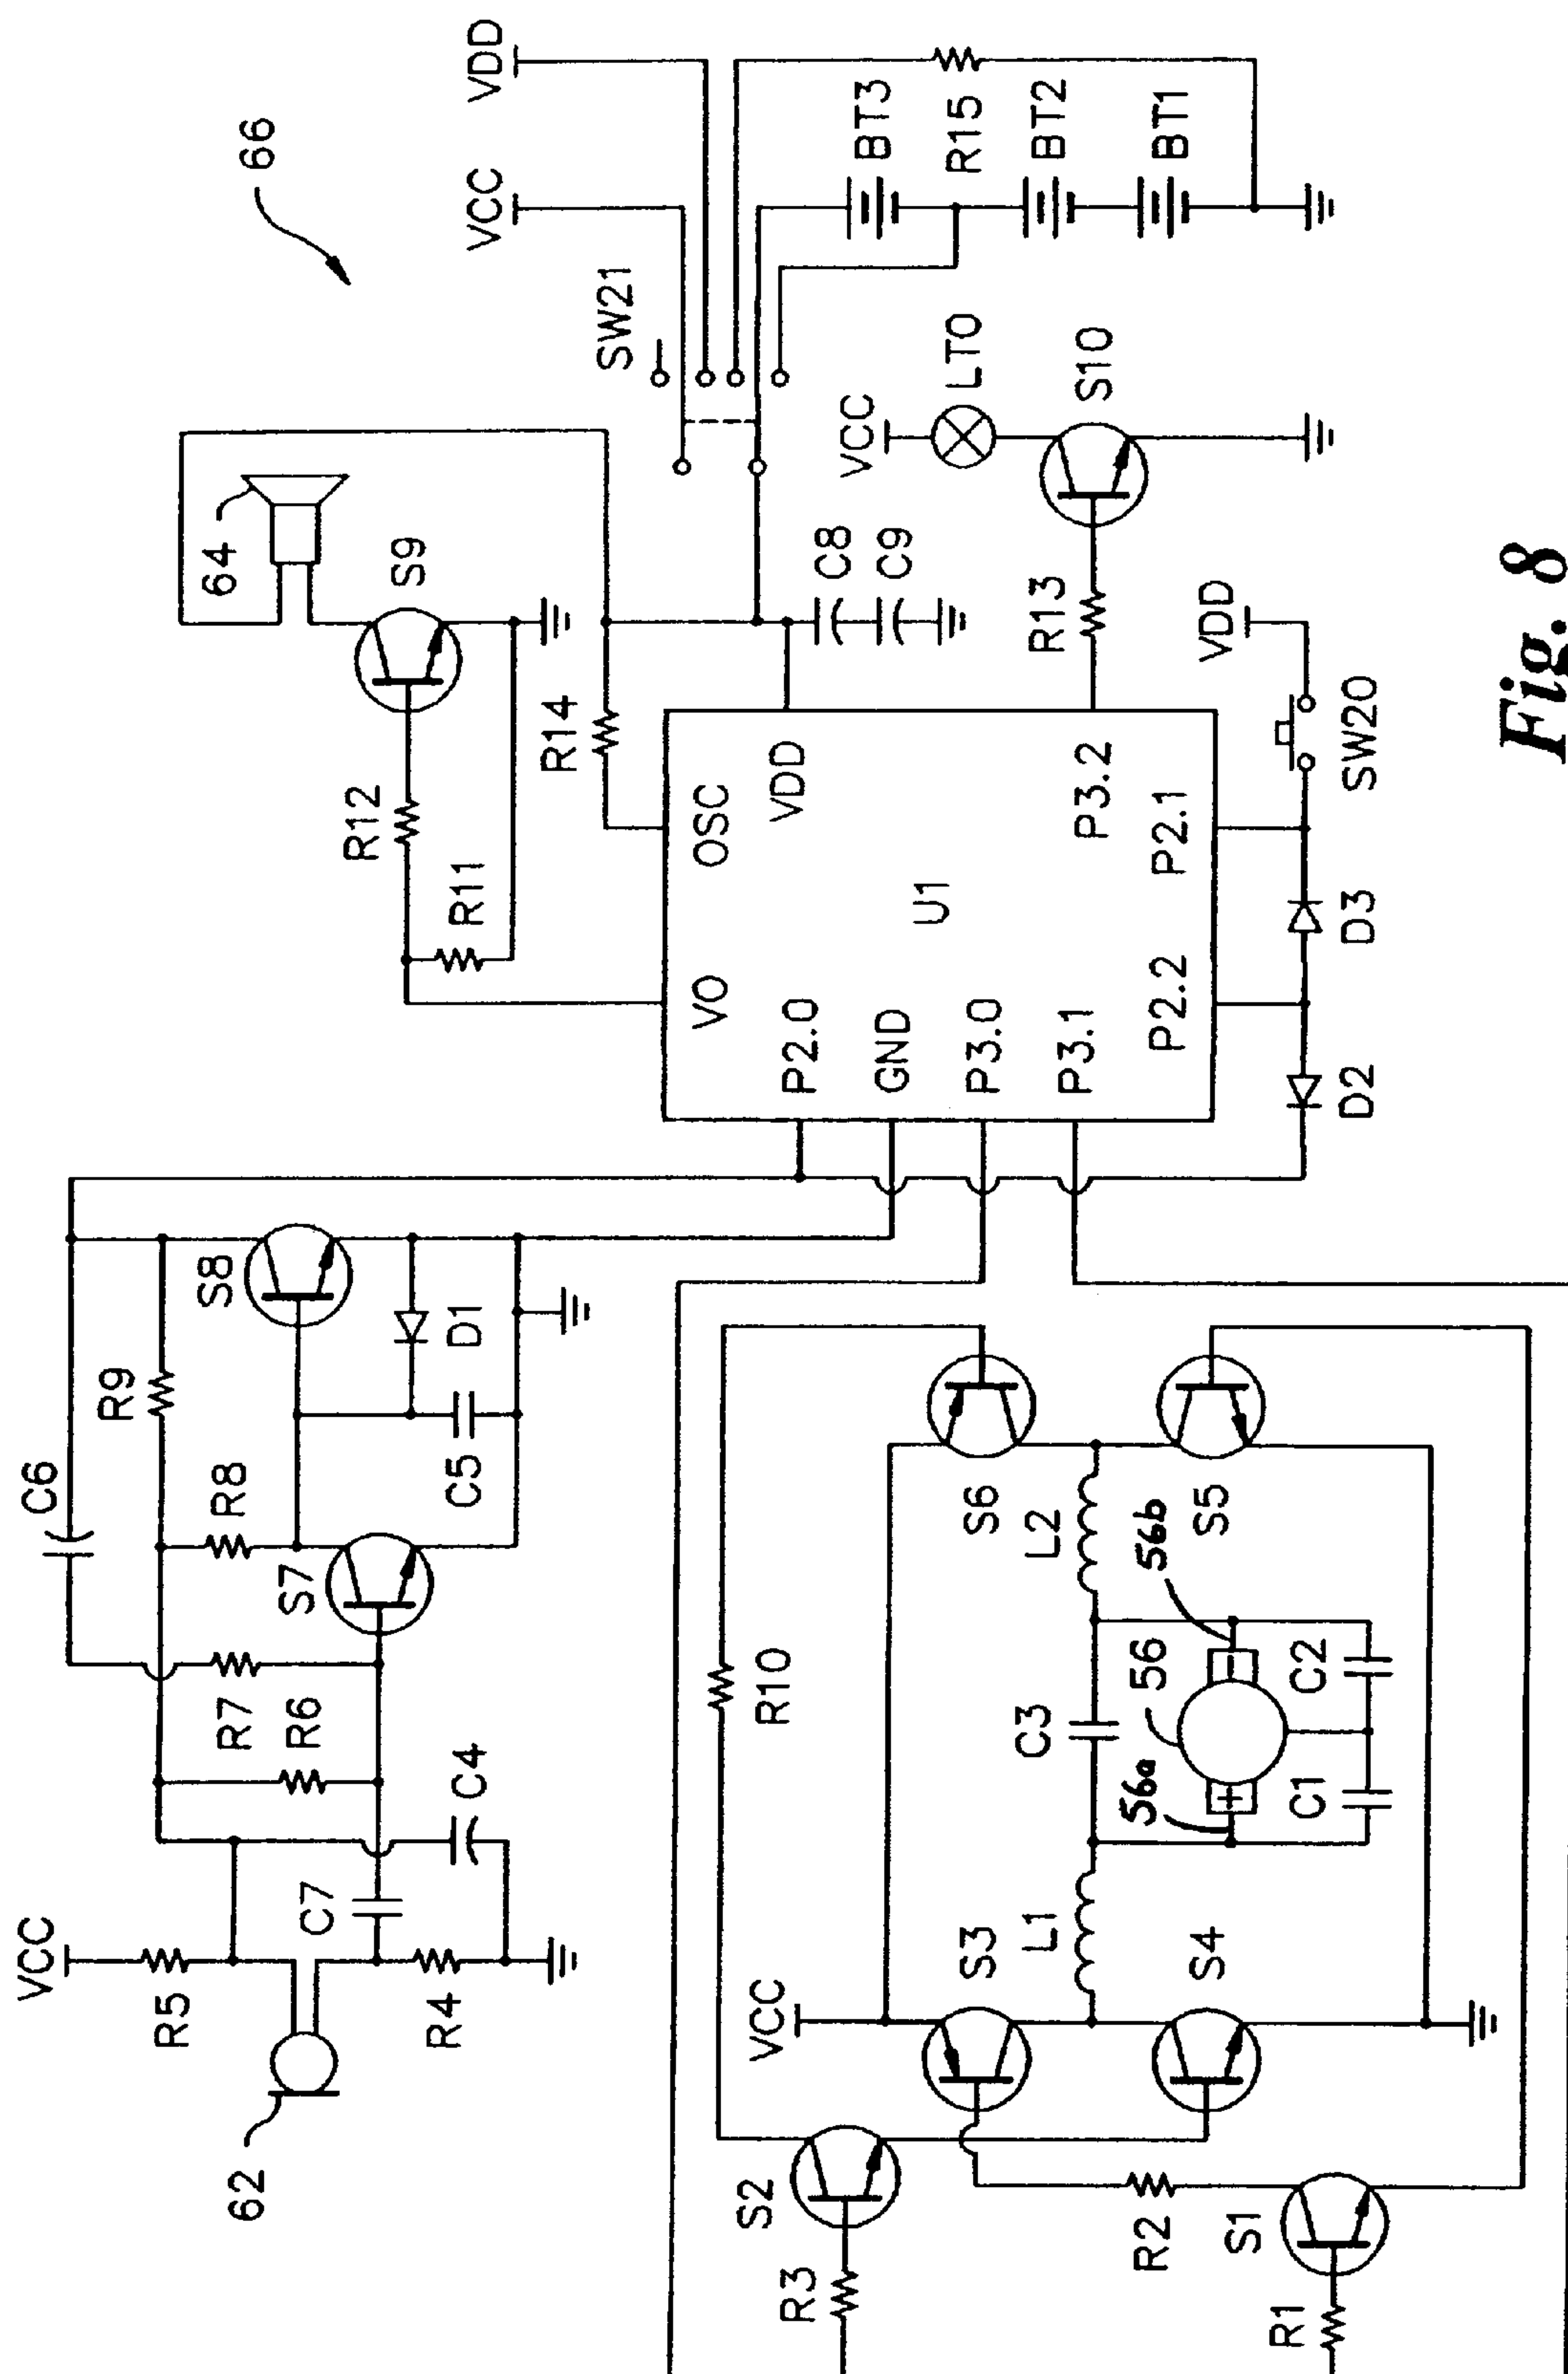 66
VCC
VDD
SW21
BT3
R15
BT2
BT1
64
S9
R12
R11
R14
C8
C9
VCC
LT0
S10
R13
VDD
SW20
VO
OSC
VDD
U1
P2.0
GND
P3.0
P3.1
P3.2
P2.2
P2.1
D3
D2
C6
R9
S8
R8
D1
C5
S7
R7
R6
C4
C7
VCC
R5
R4
62
R10
S6
L2
S5
56b
C3
56
56a
C2
C1
+
-
VCC
S3
L1
S4
S2
R3
R2
S1
R1
Fig. 8